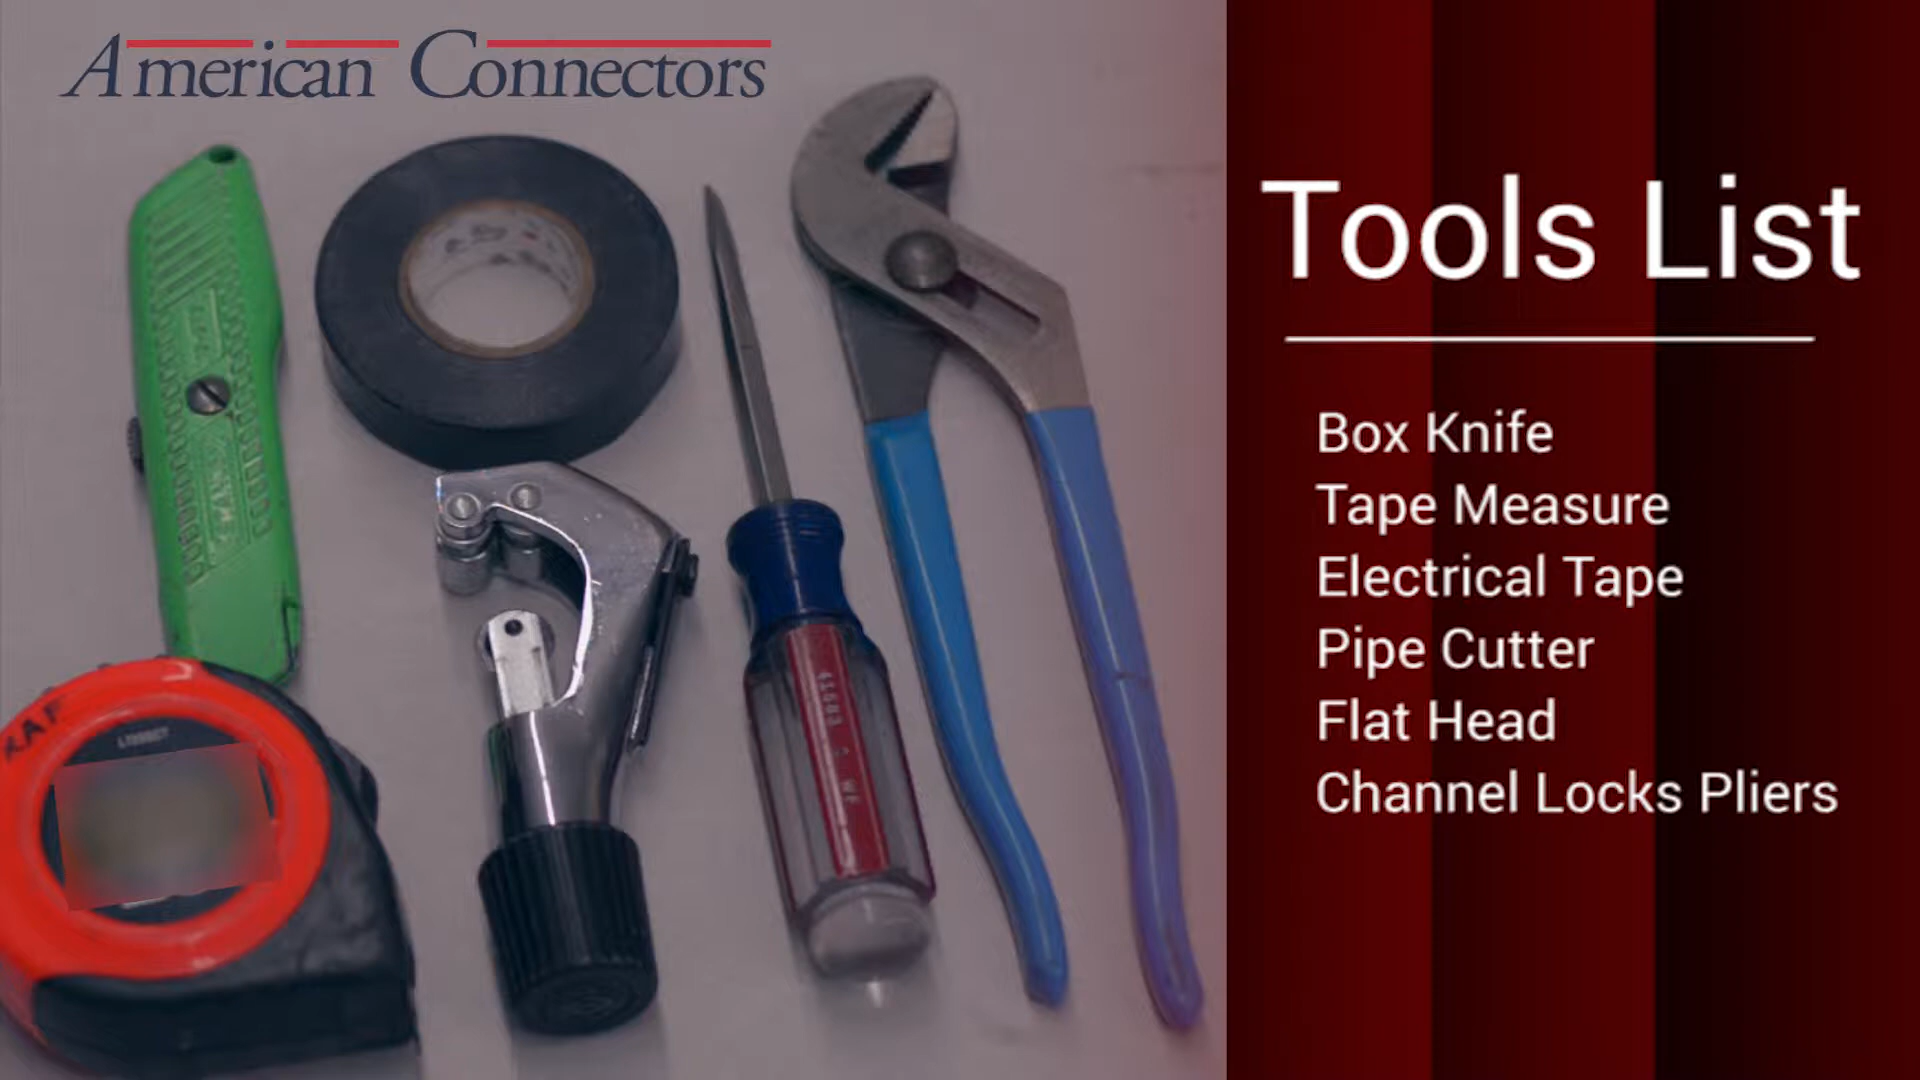 American Connectors
Tools List
Box Knife
Tape Measure
Electrical Tape
Pipe Cutter
Flat Head
Channel Locks Pliers